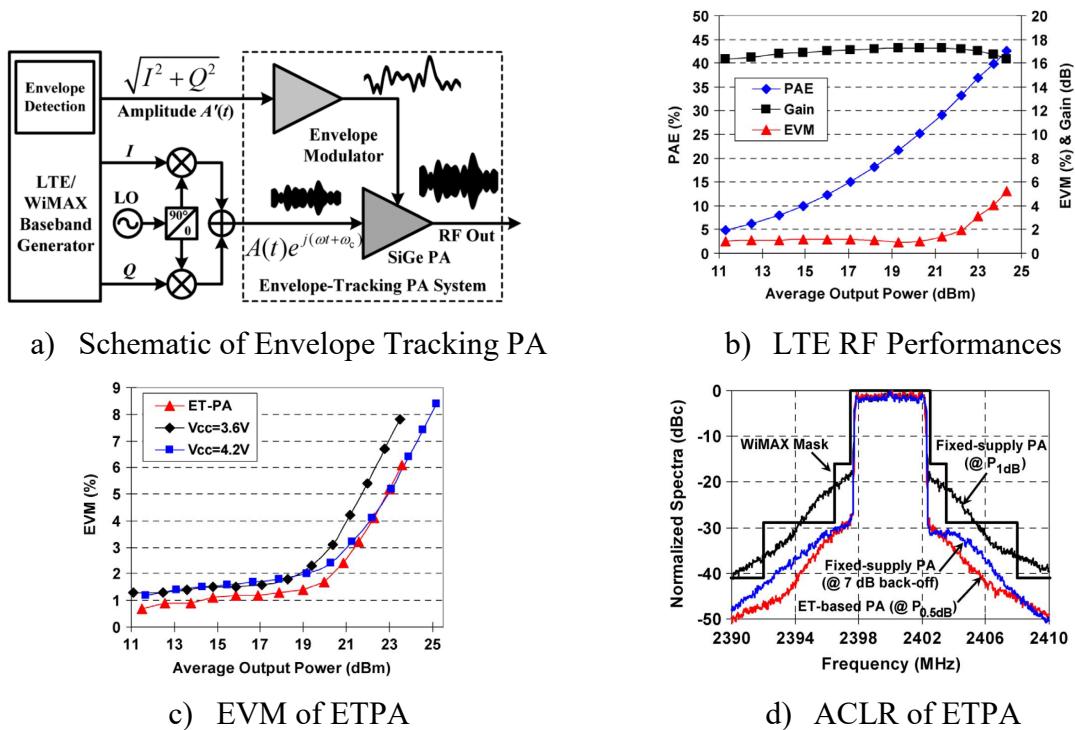 √I² + Q²
Envelope
Detection
Amplitude A'(t)
Envelope
Modulator
I
LTE/
WiMAX
Baseband
Generator
LO
90°
0
A(t)e^j(ωt+ω_c)
RF Out
SiGe PA
Q
Envelope-Tracking PA System
a) Schematic of Envelope Tracking PA
50
45
40
35
30
25
20
15
10
5
0
PAE (%)
PAE
Gain
EVM
20
18
16
14
12
10
8
6
4
2
0
EVM (%) & Gain (dB)
11 13 15 17 19 21 23 25
Average Output Power (dBm)
b) LTE RF Performances
9
8
7
6
5
4
3
2
1
0
EVM (%)
ET-PA
Vcc=3.6V
Vcc=4.2V
11 13 15 17 19 21 23 25
Average Output Power (dBm)
c) EVM of ETPA
0
-10
-20
-30
-40
-50
Normalized Spectra (dBc)
WiMAX Mask
Fixed-supply PA
(@ P1dB)
Fixed-supply PA
(@ 7 dB back-off)
ET-based PA (@ P0.5dB)
2390 2394 2398 2402 2406 2410
Frequency (MHz)
d) ACLR of ETPA